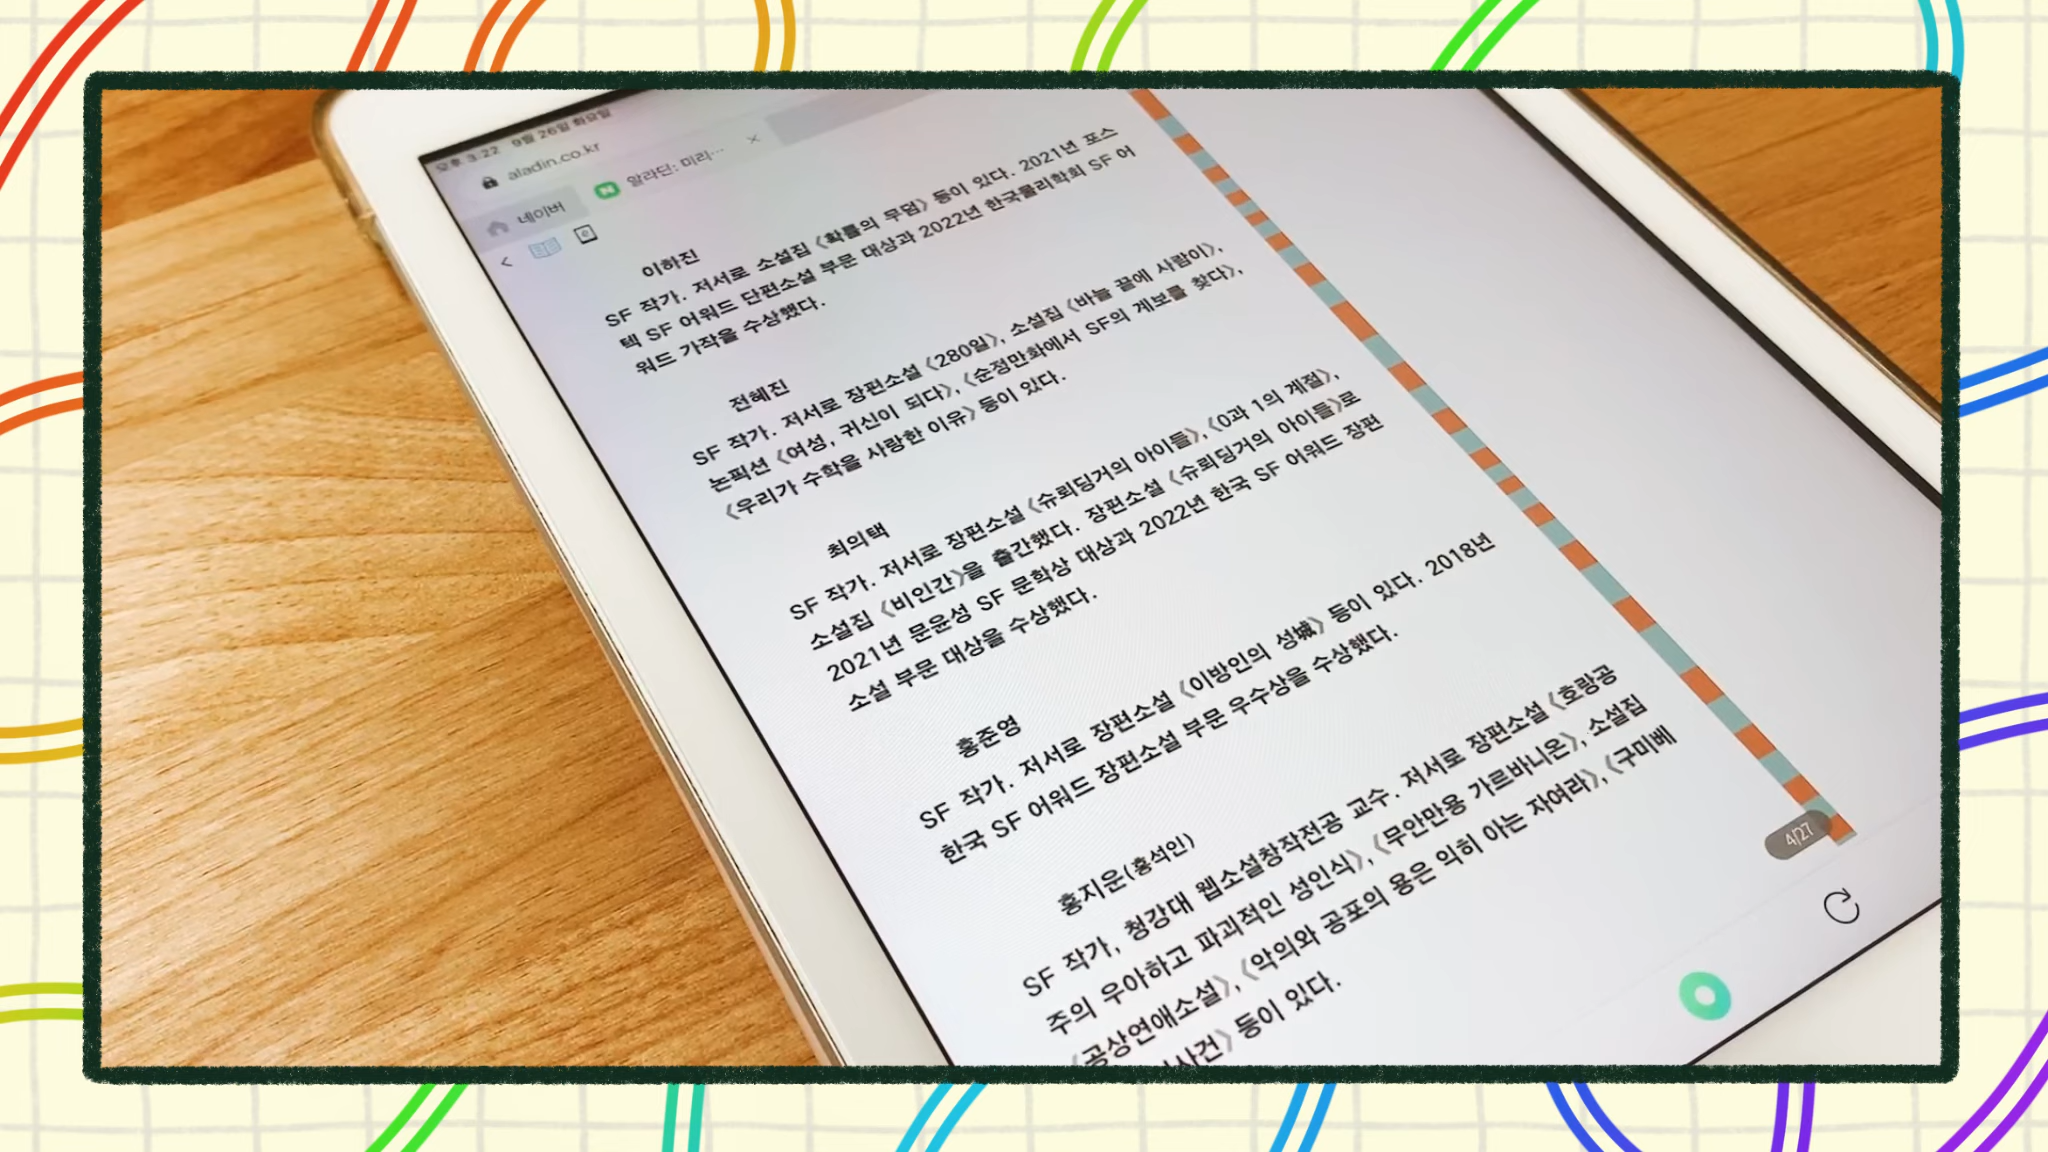 오후 3:22 9월 26일 화요일
aladin.co.kr
네이버
알라딘: 미리…
이하진
SF 작가. 저서로 소설집 《확률의 무덤》 등이 있다. 2021년 포스
텍 SF 어워드 단편소설 부문 대상과 2022년 한국물리학회 SF 어
워드 가작을 수상했다.
전혜진
SF 작가. 저서로 장편소설 《280일》, 소설집 《바늘 끝에 사람이》,
논픽션 《여성, 귀신이 되다》, 《순정만화에서 SF의 계보를 찾다》,
《우리가 수학을 사랑한 이유》 등이 있다.
최의택
SF 작가. 저서로 장편소설 《슈뢰딩거의 아이들》, 《0과 1의 계절》,
소설집 《비인간》을 출간했다. 장편소설 《슈뢰딩거의 아이들》로
2021년 문윤성 SF 문학상 대상과 2022년 한국 SF 어워드 장편
소설 부문 대상을 수상했다.
홍준영
SF 작가. 저서로 장편소설 《이방인의 성城》 등이 있다. 2018년
한국 SF 어워드 장편소설 부문 우수상을 수상했다.
홍지운(홍석인)
SF 작가, 청강대 웹소설창작전공 교수. 저서로 장편소설 《호랑공
주의 우아하고 파괴적인 성인식》, 《무안만용 가르바니온》, 소설집
《공상연애소설》, 《악의와 공포의 용은 익히 아는 자여라》, 《구미베
사건》 등이 있다.
4/27